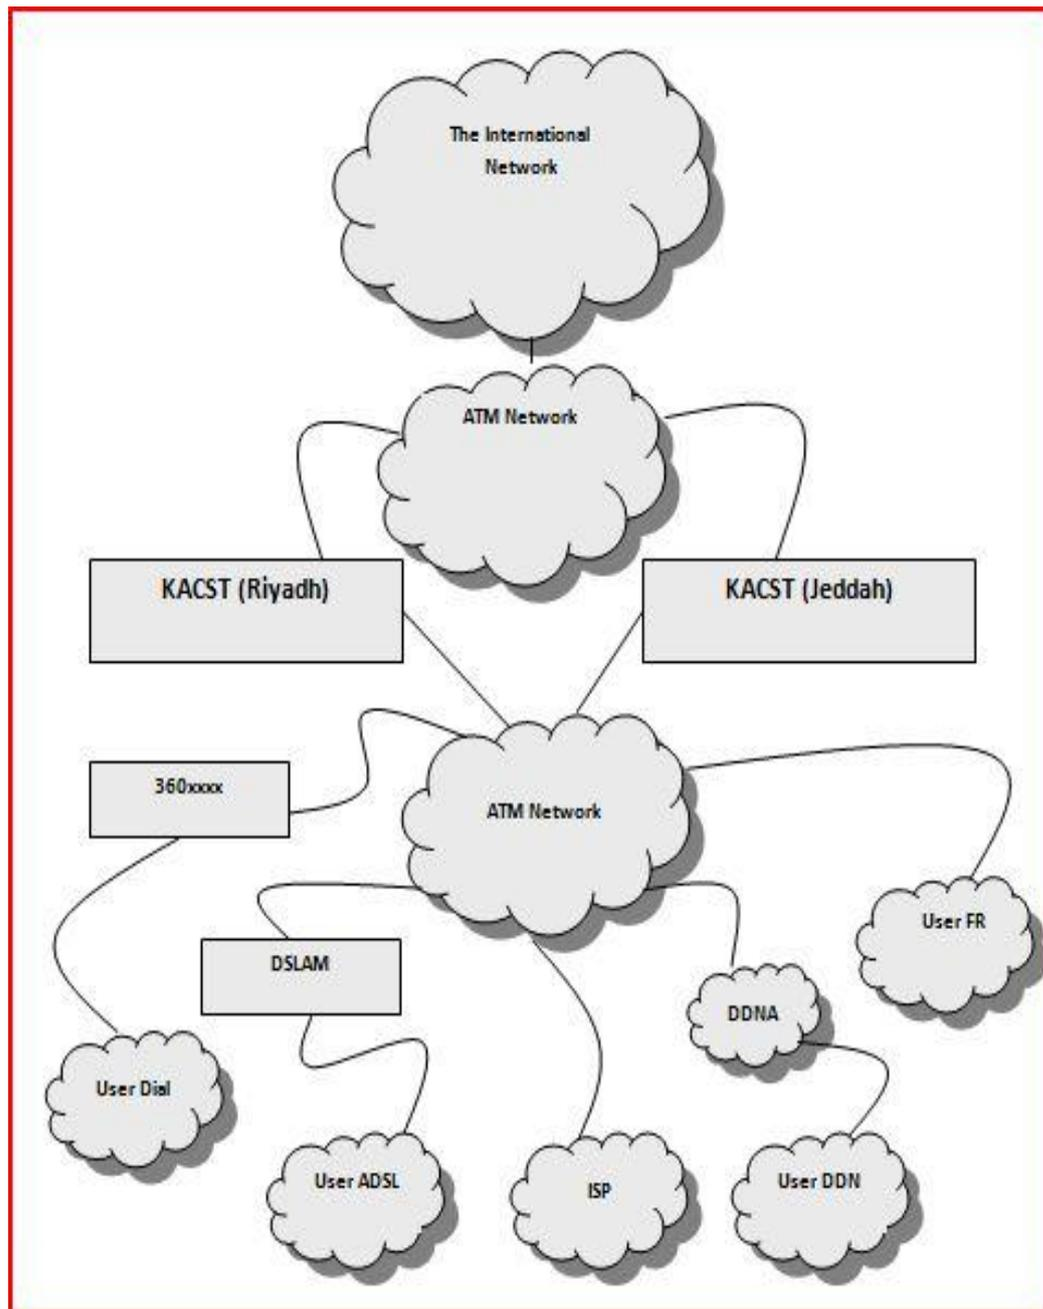 The International
Network
ATM Network
KACST (Riyadh)
KACST (Jeddah)
360xxxx
ATM Network
User FR
DSLAM
DDNA
User Dial
User ADSL
ISP
User DDN